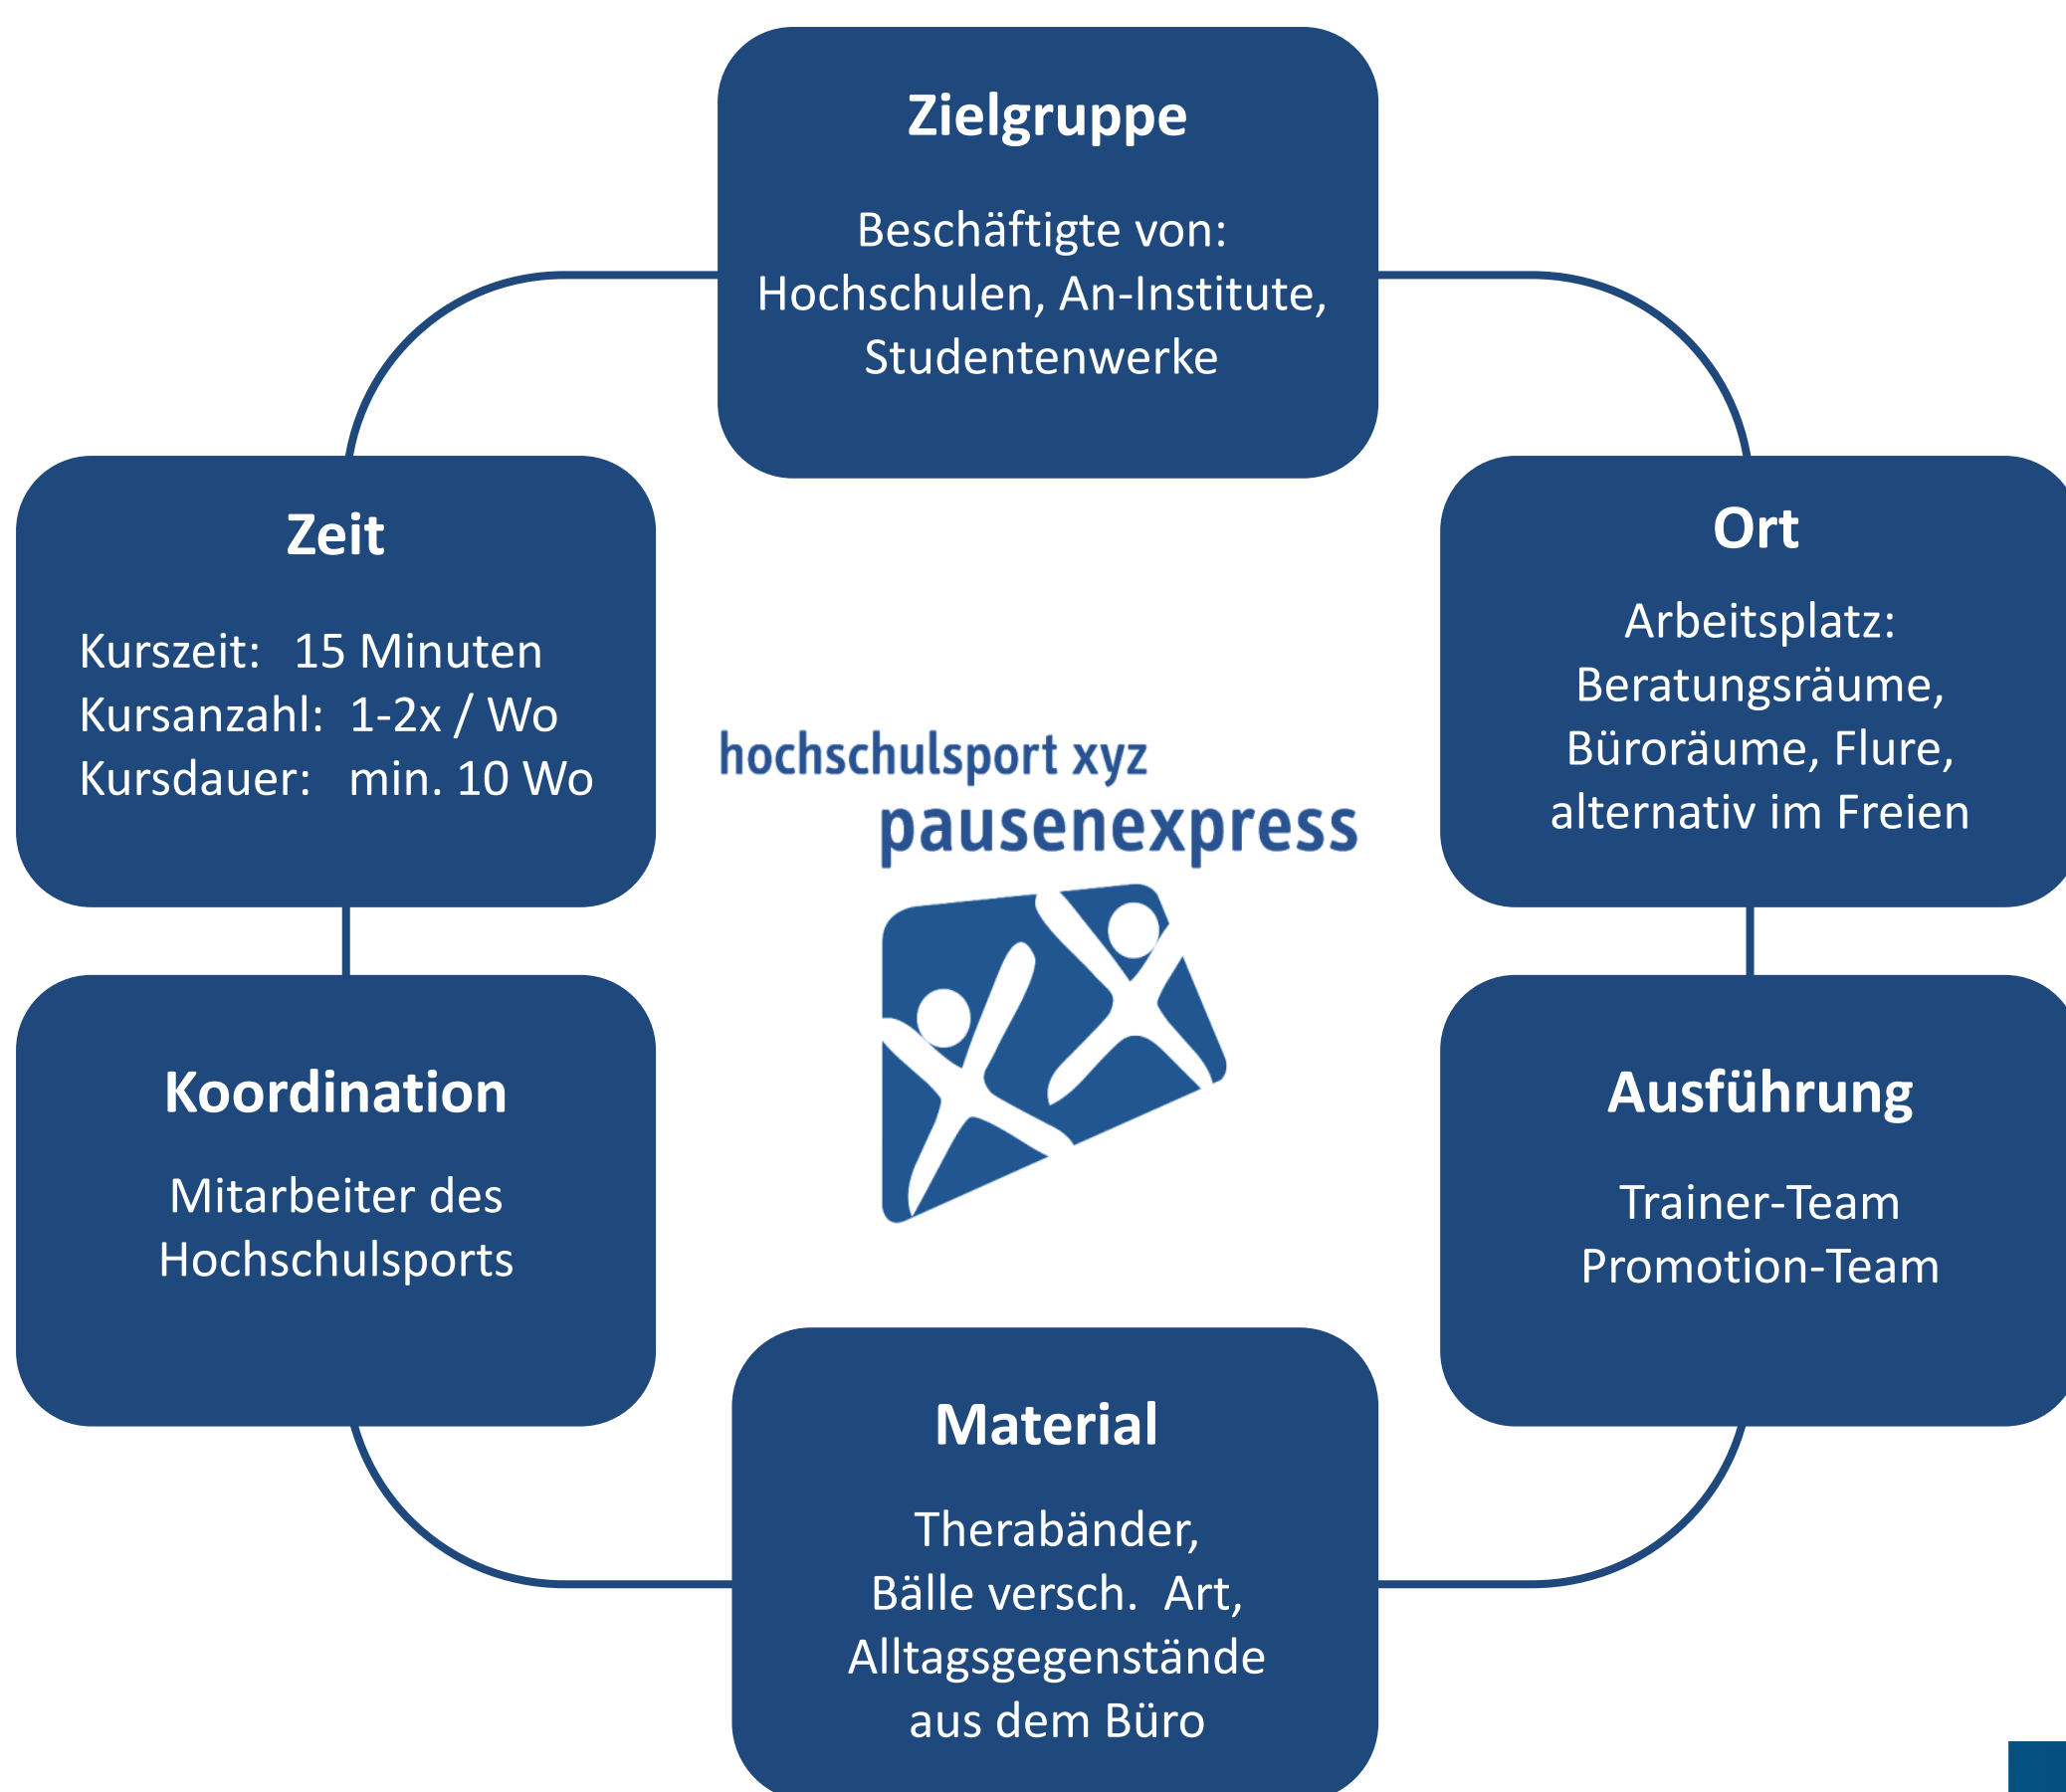 Zielgruppe
Beschäftigte von:
Hochschulen, An-Institute,
Studentenwerke
Zeit
Kurszeit: 15 Minuten
Kursanzahl: 1-2x / Wo
Kursdauer: min. 10 Wo
Ort
Arbeitsplatz:
Beratungsräume,
Büroräume, Flure,
alternativ im Freien
hochschulsport xyz
pausenexpress
Koordination
Mitarbeiter des
Hochschulsports
Ausführung
Trainer-Team
Promotion-Team
Material
Therabänder,
Bälle versch. Art,
Alltagsgegenstände
aus dem Büro